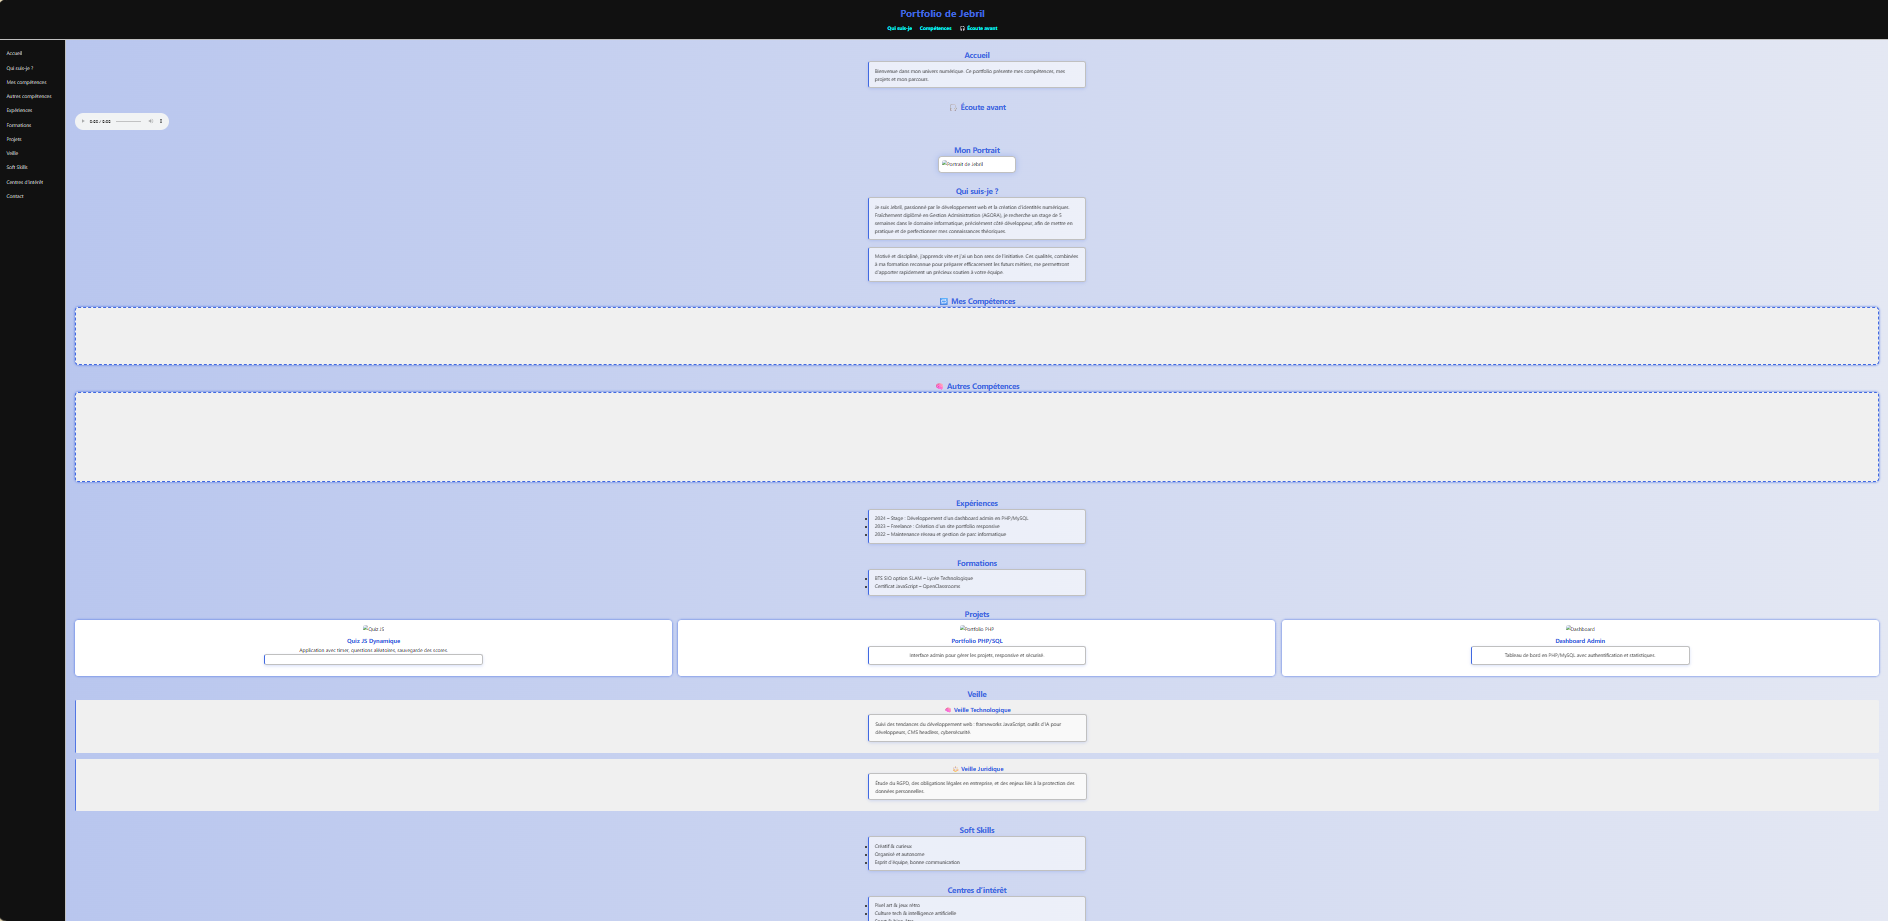 Portfolio de Jebril
Qui suis-je Compétences 🎧 Écoute avant
Accueil
Qui suis-je ?
Mes compétences
Autres compétences
Expériences
Formations
Projets
Veille
Soft Skills
Centres d'intérêt
Contact
Accueil
Bienvenue dans mon univers numérique. Ce portfolio présente mes compétences, mes
projets et mon parcours.
🎧 Écoute avant
0:00 / 0:00
Mon Portrait
Portrait de Jebril
Qui suis-je ?
Je suis Jebril, passionné par le développement web et la création d'identités numériques.
Fraîchement diplômé en Gestion Administration (AGORA), je recherche un stage de 5
semaines dans le domaine informatique, précisément côté développeur, afin de mettre en
pratique et de perfectionner mes connaissances théoriques.
Motivé et discipliné, j'apprends vite et j'ai un bon sens de l'initiative. Ces qualités, combinées
à ma formation reconnue pour préparer efficacement les futurs métiers, me permettront
d'apporter rapidement un précieux soutien à votre équipe.
Mes Compétences
🧠 Autres Compétences
Expériences
2024 – Stage : Développement d'un dashboard admin en PHP/MySQL
2023 – Freelance : Création d'un site portfolio responsive
2022 – Maintenance réseau et gestion de parc informatique
Formations
BTS SIO option SLAM – Lycée Technologique
Certificat JavaScript – OpenClassrooms
Projets
Quiz JS
Quiz JS Dynamique
Application avec timer, questions aléatoires, sauvegarde des scores.
Portfolio PHP
Portfolio PHP/SQL
Interface admin pour gérer les projets, responsive et sécurisé.
Dashboard
Dashboard Admin
Tableau de bord en PHP/MySQL avec authentification et statistiques.
Veille
🧠 Veille Technologique
Suivi des tendances du développement web : frameworks JavaScript, outils d'IA pour
développeurs, CMS headless, cybersécurité.
⚖️ Veille Juridique
Étude du RGPD, des obligations légales en entreprise, et des enjeux liés à la protection des
données personnelles.
Soft Skills
Créatif & curieux
Organisé et autonome
Esprit d'équipe, bonne communication
Centres d'intérêt
Pixel art & jeux rétro
Culture tech & intelligence artificielle